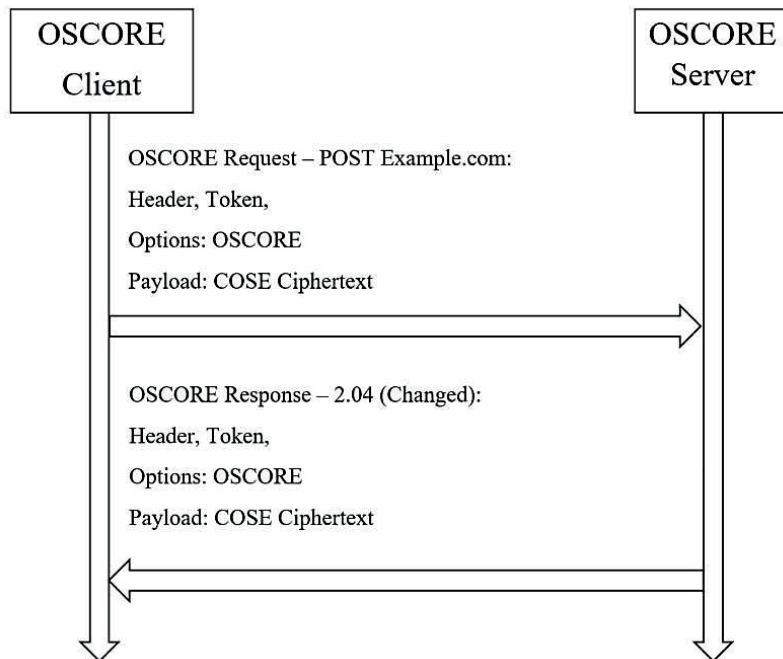 OSCORE
Client
OSCORE
Server
OSCORE Request – POST Example.com:
Header, Token,
Options: OSCORE
Payload: COSE Ciphertext
OSCORE Response – 2.04 (Changed):
Header, Token,
Options: OSCORE
Payload: COSE Ciphertext